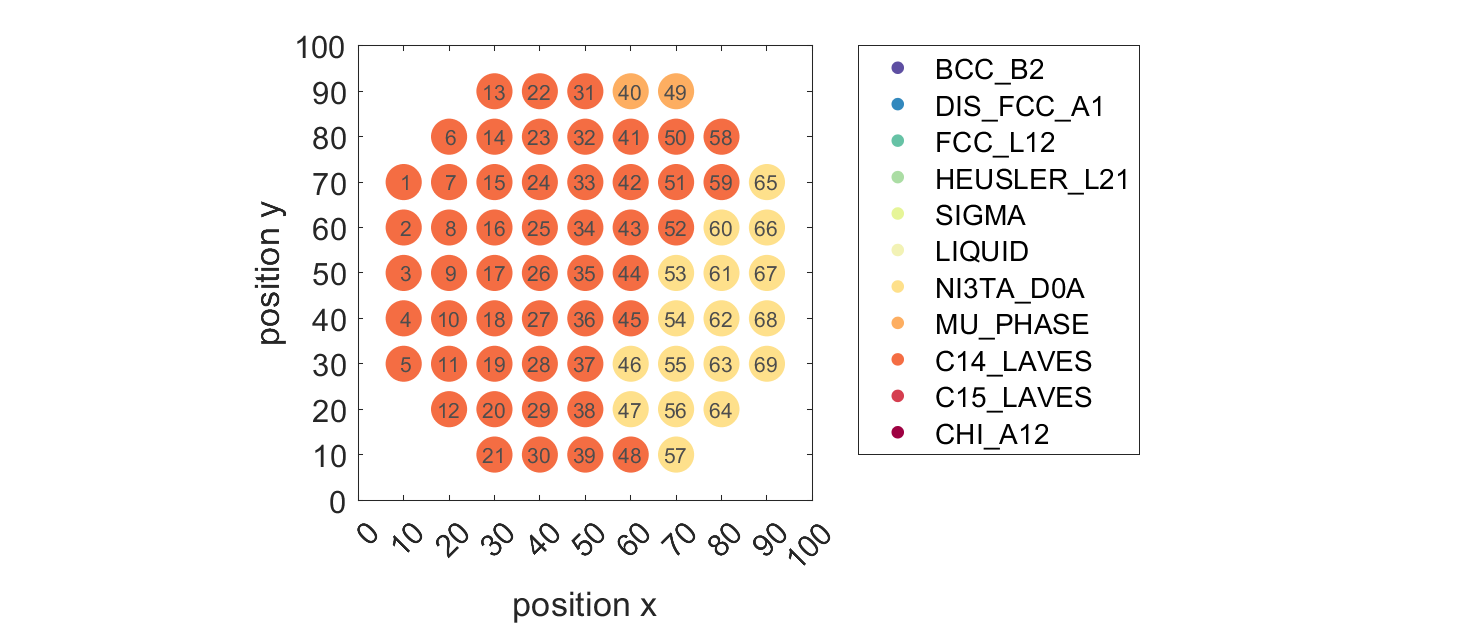 100
90
80
70
60
50
40
30
20
10
0
position y
13 22 31 40 49
6 14 23 32 41 50 58
1 7 15 24 33 42 51 59 65
2 8 16 25 34 43 52 60 66
3 9 17 26 35 44 53 61 67
4 10 18 27 36 45 54 62 68
5 11 19 28 37 46 55 63 69
12 20 29 38 47 56 64
21 30 39 48 57
0 10 20 30 40 50 60 70 80 90 100
position x
BCC_B2
DIS_FCC_A1
FCC_L12
HEUSLER_L21
SIGMA
LIQUID
NI3TA_D0A
MU_PHASE
C14_LAVES
C15_LAVES
CHI_A12